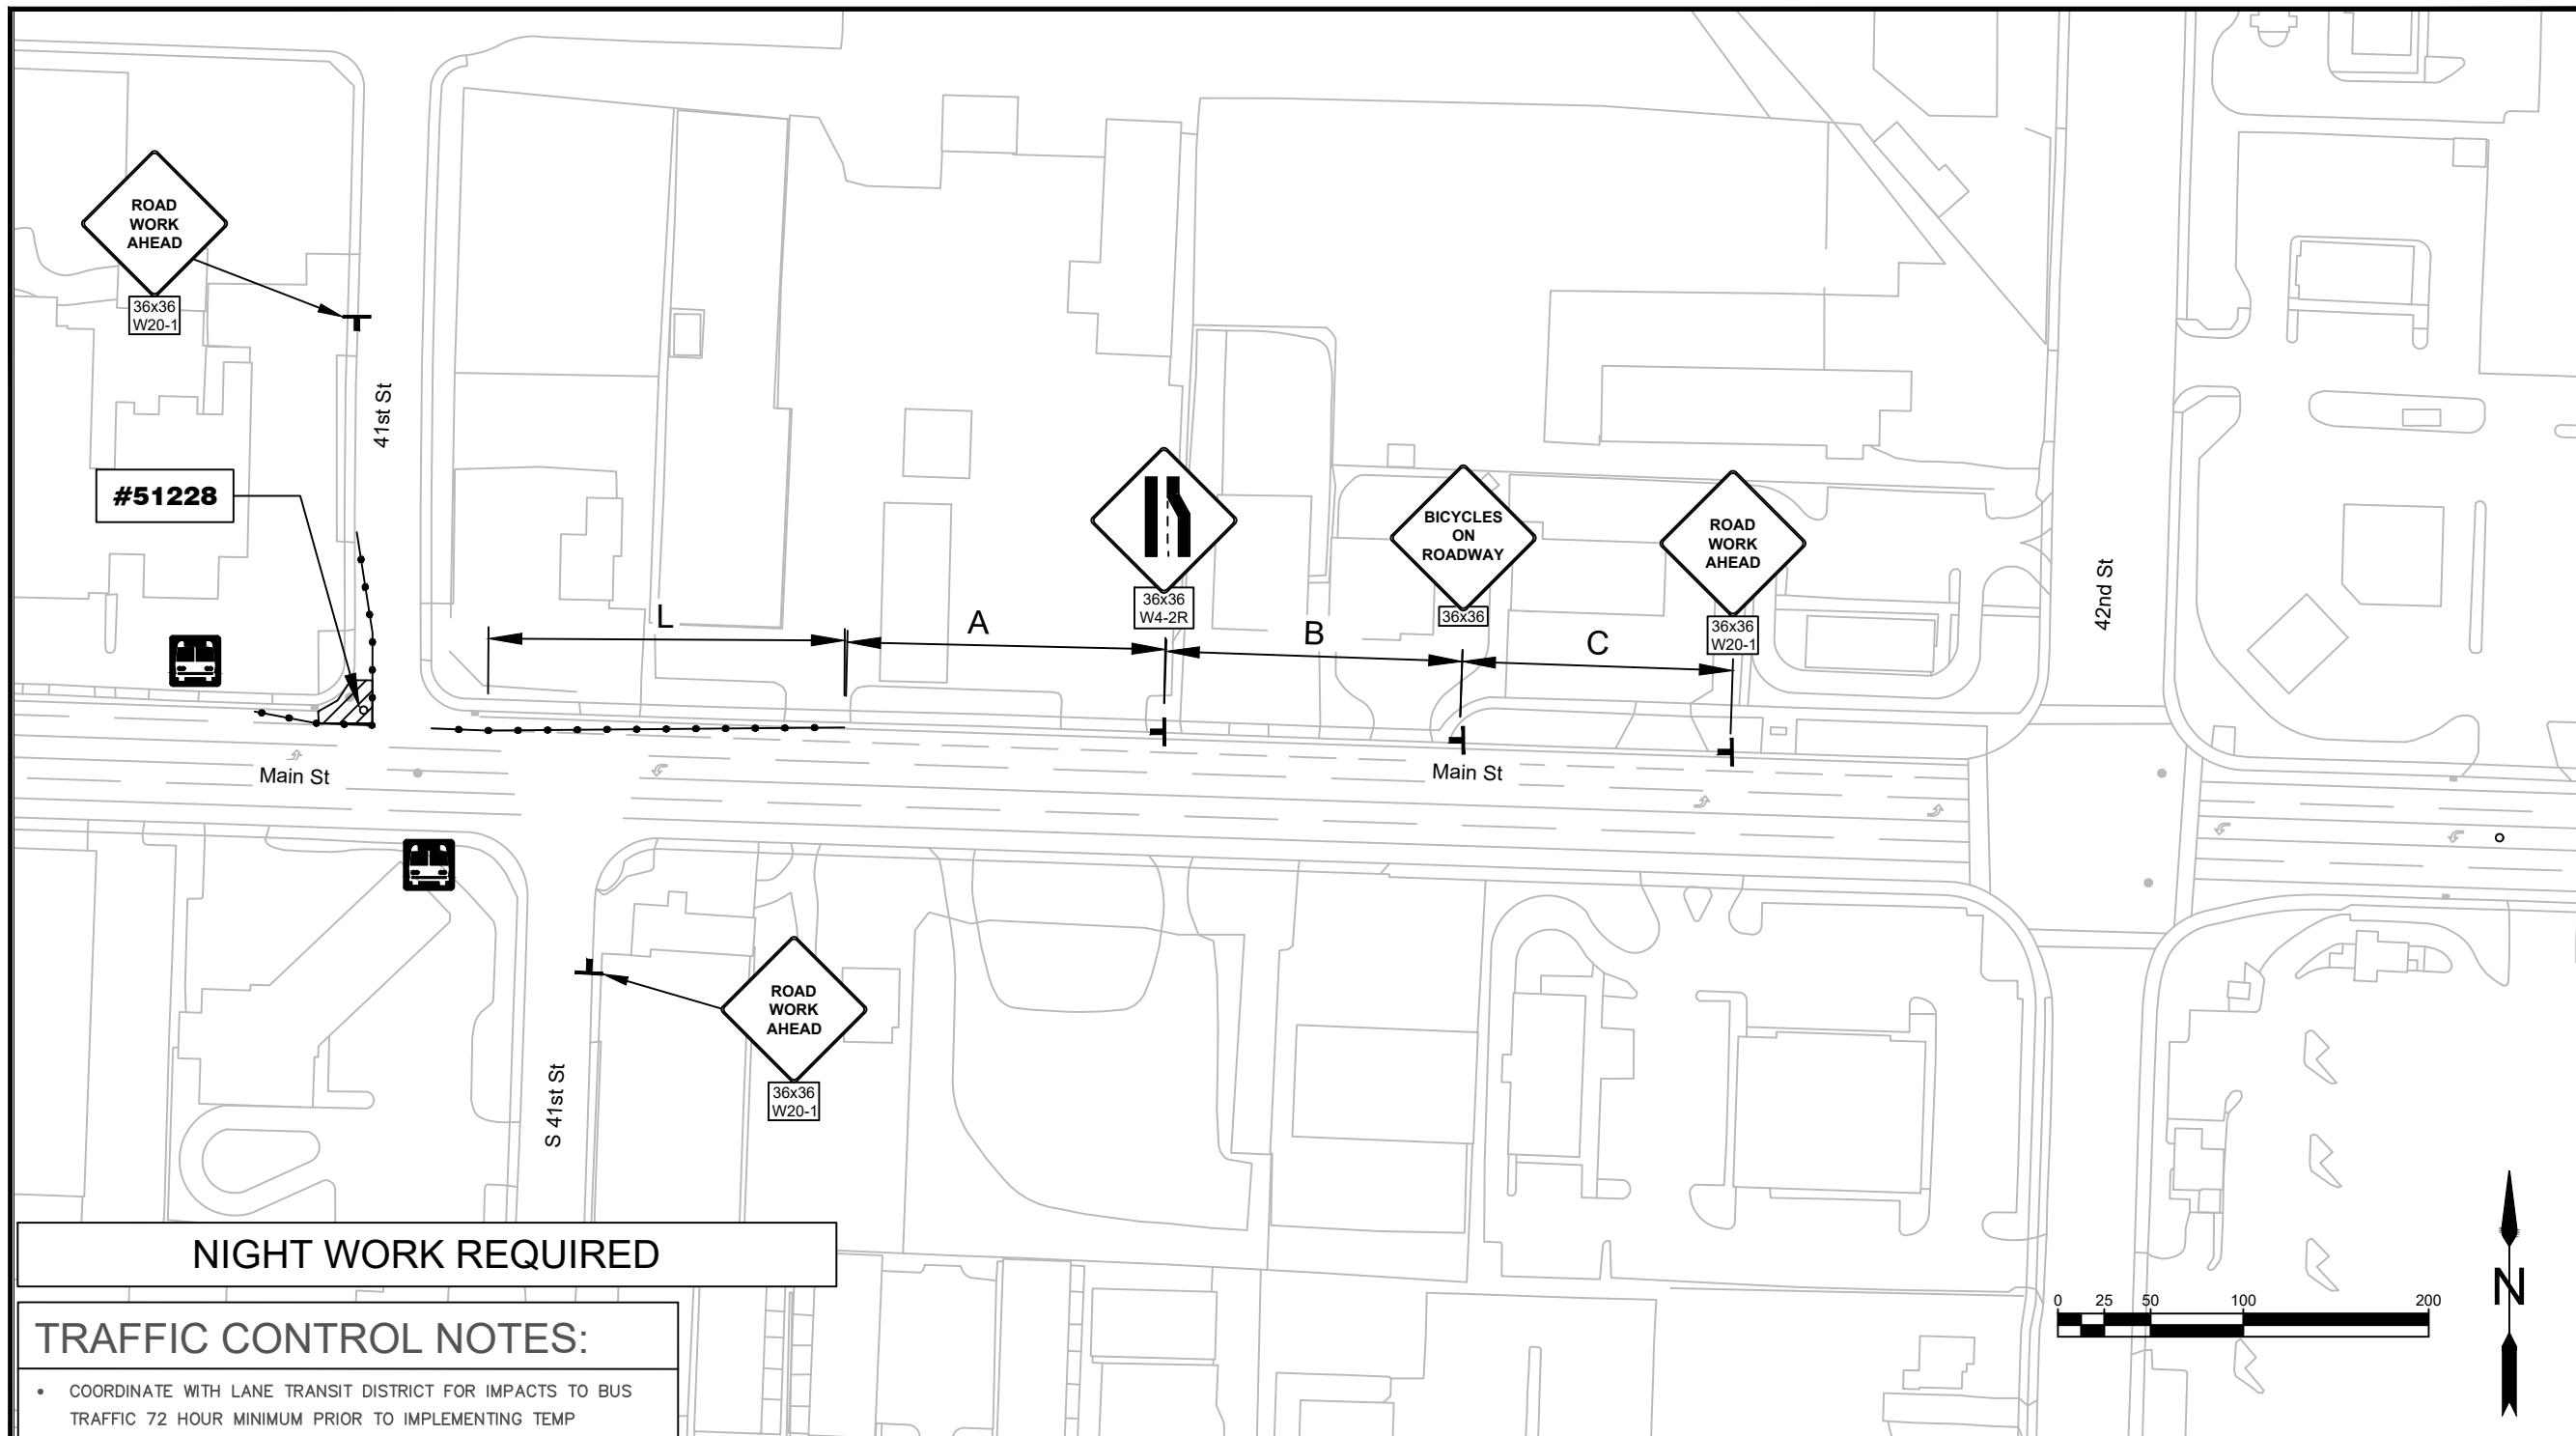 ROAD
WORK
AHEAD
36x36
W20-1
41st St
#51228
L
A
36x36
W4-2R
B
BICYCLES
ON
ROADWAY
36x36
C
ROAD
WORK
AHEAD
36x36
W20-1
42nd St
Main St
Main St
ROAD
WORK
AHEAD
36x36
W20-1
S 41st St
NIGHT WORK REQUIRED
TRAFFIC CONTROL NOTES:
• COORDINATE WITH LANE TRANSIT DISTRICT FOR IMPACTS TO BUS
TRAFFIC 72 HOUR MINIMUM PRIOR TO IMPLEMENTING TEMP
0 25 50 100 200
N